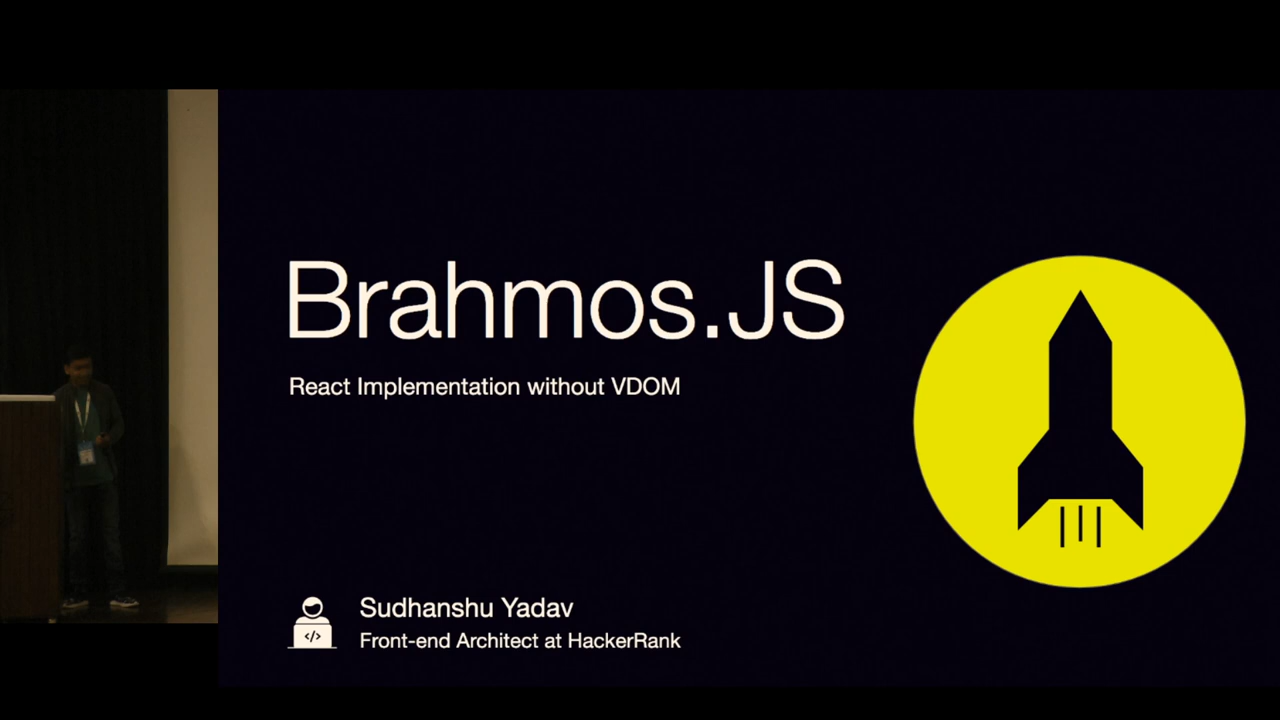 Brahmos.JS
React Implementation without VDOM
</>
Sudhanshu Yadav
Front-end Architect at HackerRank